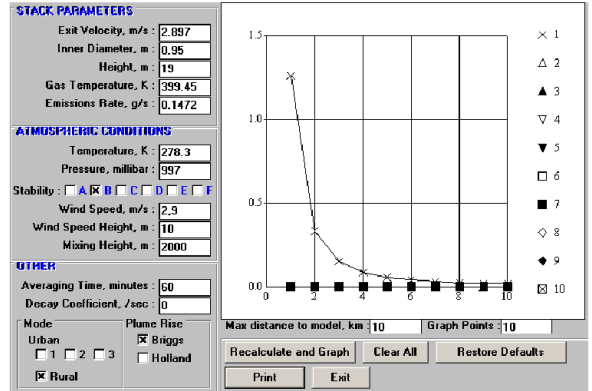 STACK PARAMETERS
Exit Velocity, m/s : 2.897
Inner Diameter, m : 0.95
Height, m : 19
Gas Temperature, K : 399.45
Emissions Rate, g/s : 0.1472
ATMOSPHERIC CONDITIONS
Temperature, K : 278.3
Pressure, millibar : 997
Stability : A B C D E F
Wind Speed, m/s : 2,9
Wind Speed Height, m : 10
Mixing Height, m : 2000
OTHER
Averaging Time, minutes : 60
Decay Coefficient, /sec : 0
Mode
Urban
1 2 3
Rural
Plume Rise
Briggs
Holland
1.5
1.0
0.5
0.0
0 2 4 6 8 10
1
2
3
4
5
6
7
8
9
10
Max distance to model, km : 10 Graph Points : 10
Recalculate and Graph Clear All Restore Defaults
Print Exit